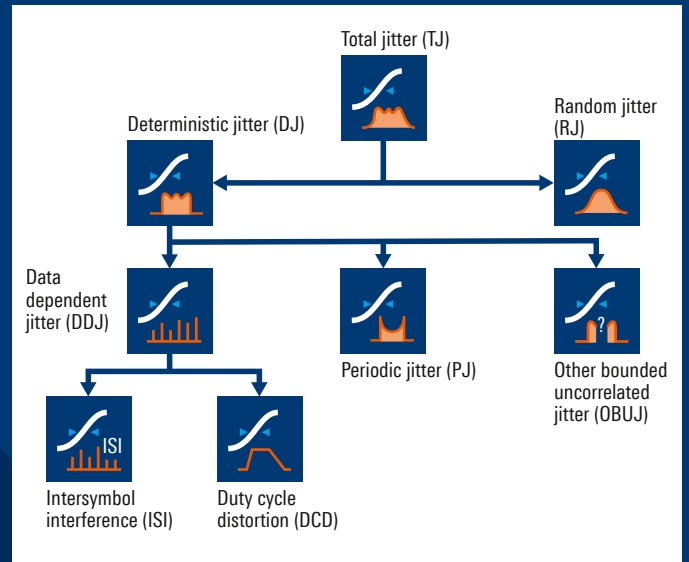 Total jitter (TJ)
Deterministic jitter (DJ)
Random jitter
(RJ)
Data
dependent
jitter (DDJ)
Periodic jitter (PJ)
?
Other bounded
uncorrelated
jitter (OBUJ)
ISI
Intersymbol
interference (ISI)
Duty cycle
distortion (DCD)